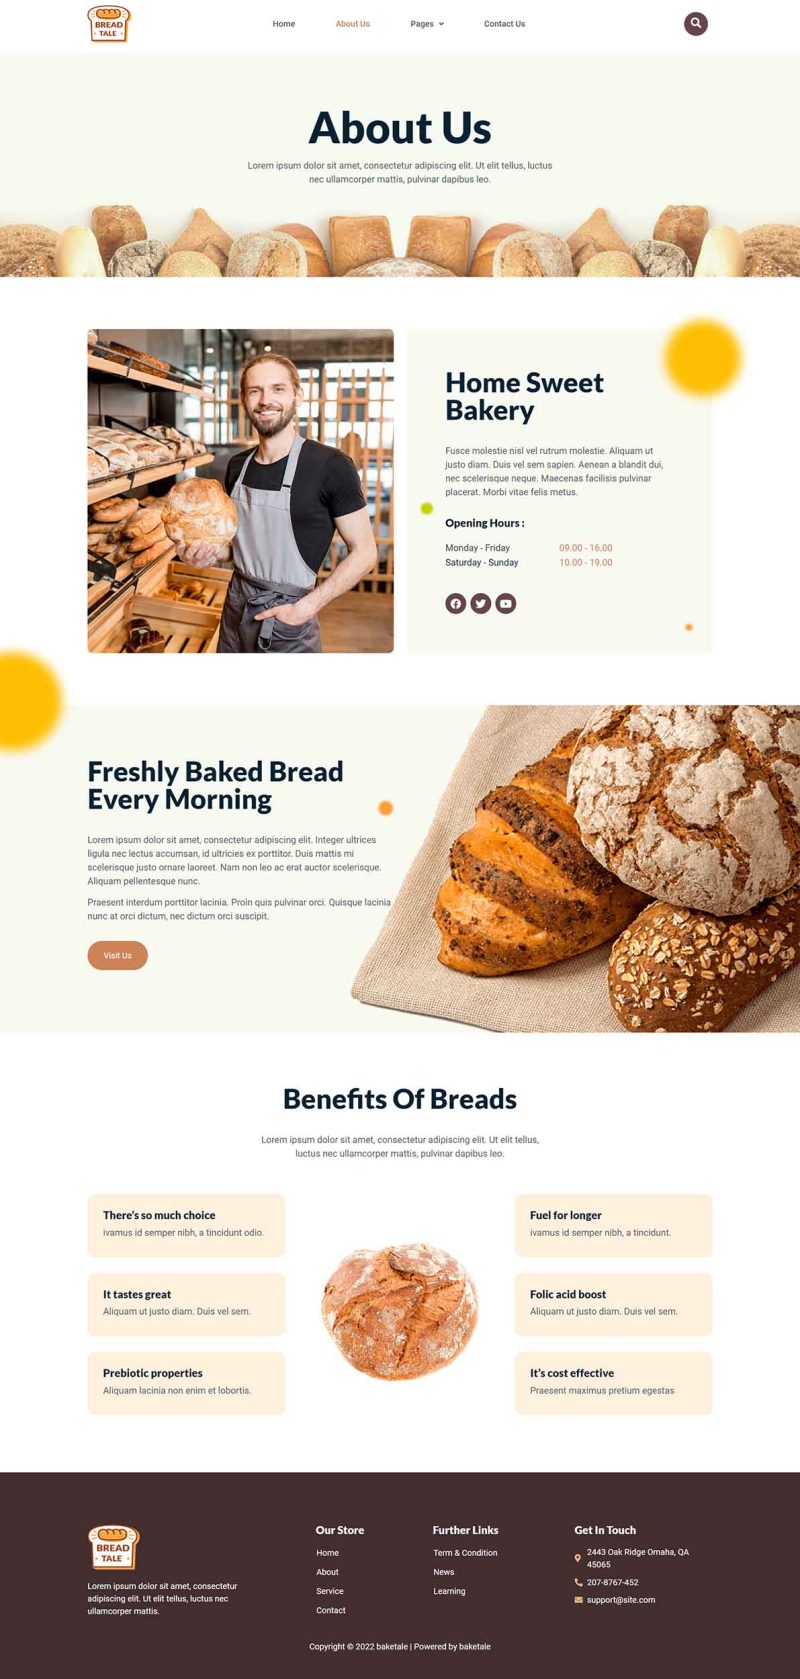 BREAD
TALE
Home
About Us
Pages
Contact Us
About Us
Lorem ipsum dolor sit amet, consectetur adipiscing elit. Ut elit tellus, luctus
nec ullamcorper mattis, pulvinar dapibus leo.
Home Sweet
Bakery
Fusce molestie nisl vel rutrum molestie. Aliquam ut
justo diam. Duis vel sem sapien. Aenean a blandit dui,
nec scelerisque neque. Maecenas facilisis pulvinar
placerat. Morbi vitae felis metus.
Opening Hours :
Monday - Friday 09.00 - 16.00
Saturday - Sunday 10.00 - 19.00
Freshly Baked Bread
Every Morning
Lorem ipsum dolor sit amet, consectetur adipiscing elit. Integer ultrices
ligula nec lectus accumsan, id ultricies ex porttitor. Duis mattis mi
scelerisque justo ornare laoreet. Nam non leo ac erat auctor scelerisque.
Aliquam pellentesque nunc.
Praesent interdum porttitor lacinia. Proin quis pulvinar orci. Quisque lacinia
nunc at orci dictum, nec dictum orci suscipit.
Visit Us
Benefits Of Breads
Lorem ipsum dolor sit amet, consectetur adipiscing elit. Ut elit tellus,
luctus nec ullamcorper mattis, pulvinar dapibus leo.
There's so much choice
ivamus id semper nibh, a tincidunt odio.
It tastes great
Aliquam ut justo diam. Duis vel sem.
Prebiotic properties
Aliquam lacinia non enim et lobortis.
Fuel for longer
ivamus id semper nibh, a tincidunt.
Folic acid boost
Aliquam ut justo diam. Duis vel sem.
It's cost effective
Praesent maximus pretium egestas
BREAD
TALE
Lorem ipsum dolor sit amet, consectetur
adipiscing elit. Ut elit tellus, luctus nec
ullamcorper mattis.
Our Store
Home
About
Service
Contact
Further Links
Term & Condition
News
Learning
Get In Touch
2443 Oak Ridge Omaha, QA
45065
207-8767-452
support@site.com
Copyright © 2022 baketale | Powered by baketale